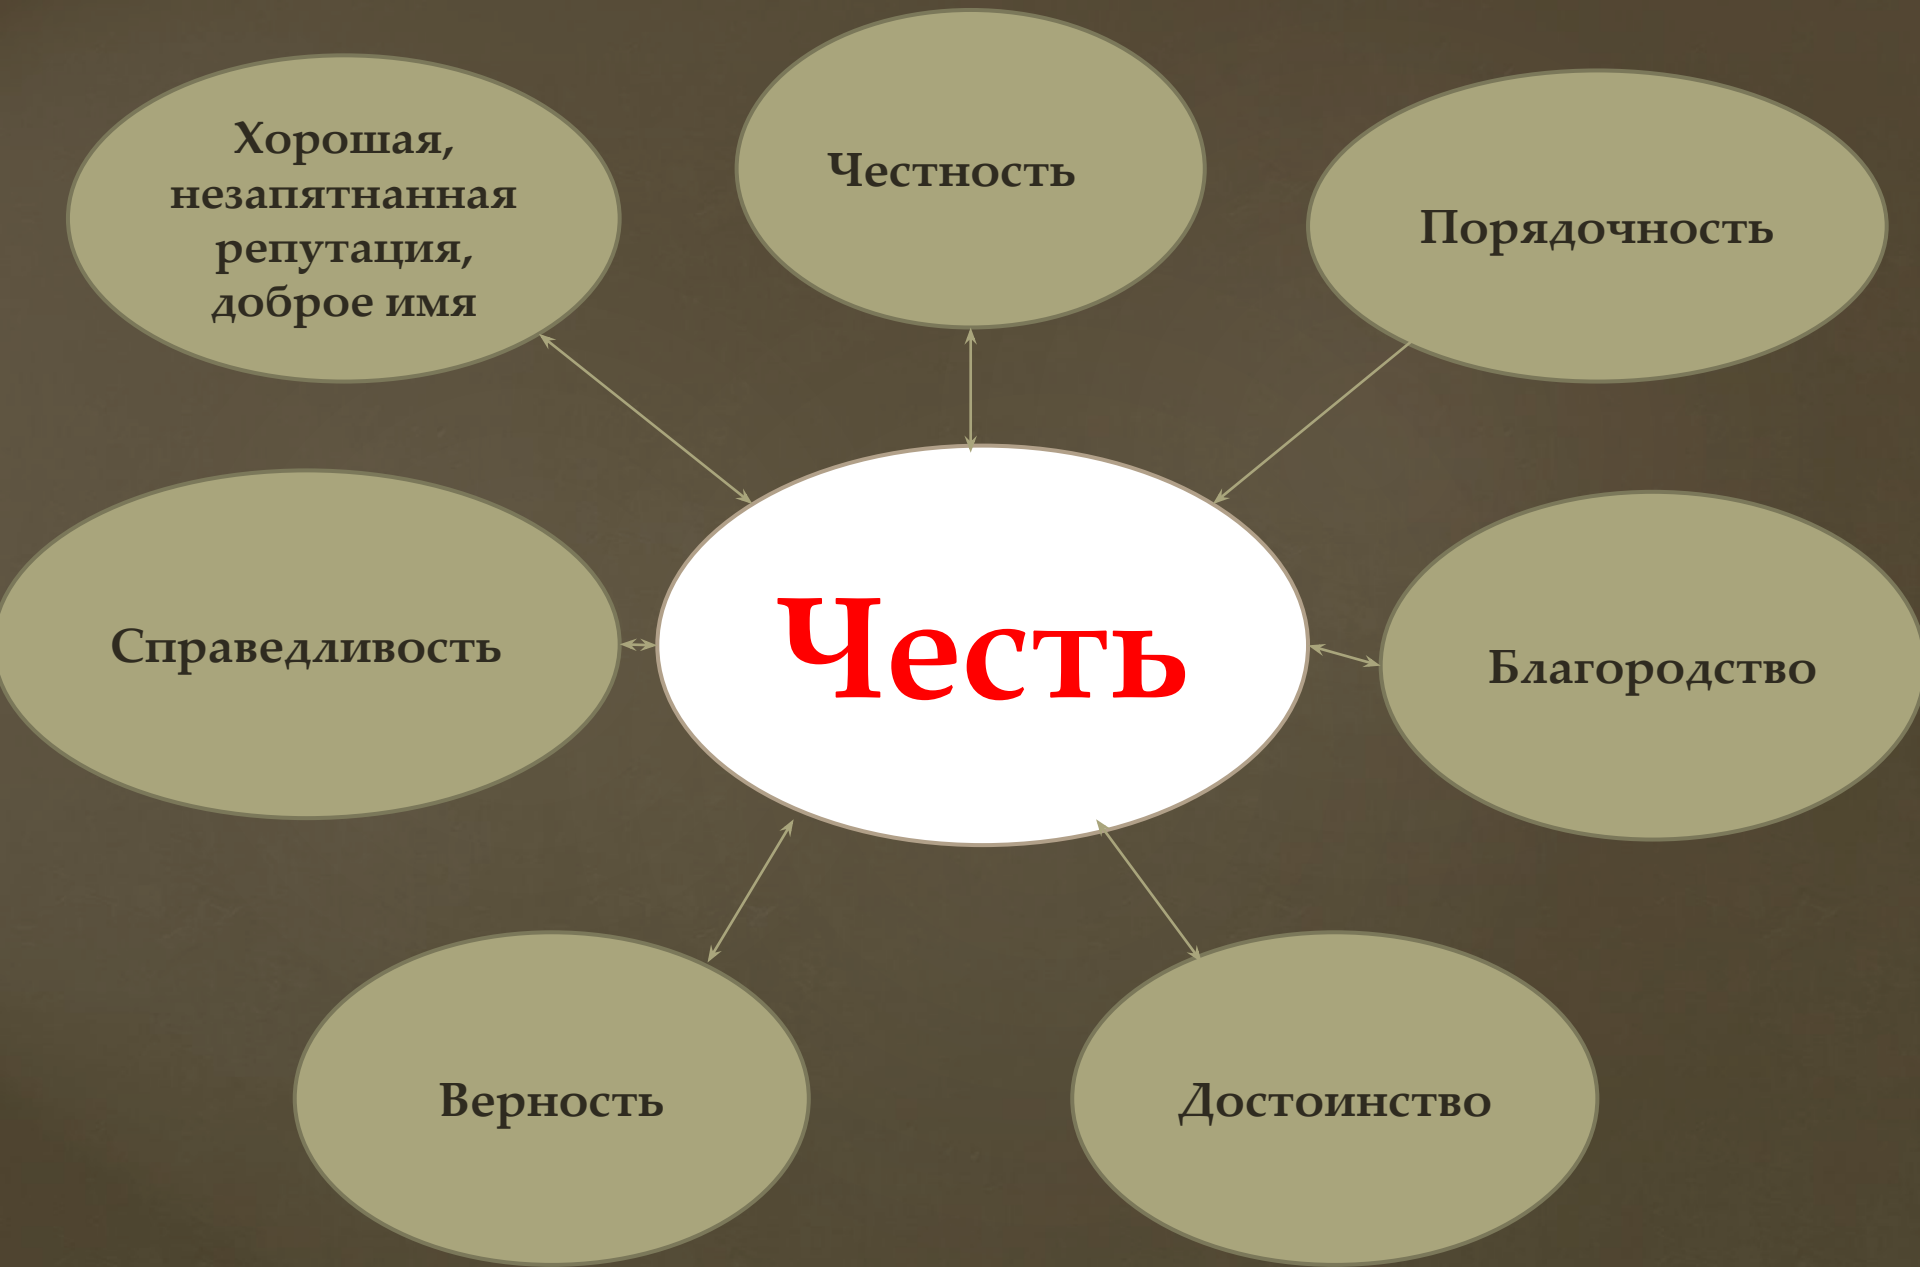 Хорошая,
незапятнанная
репутация,
доброе имя
Честность
Порядочность
Справедливость
Честь
Благородство
Верность
Достоинство